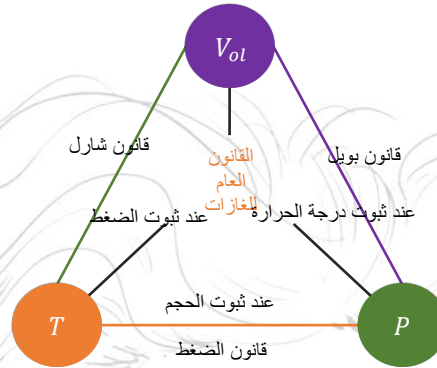 V_ol
قانون شارل
قانون بويل
القانون
العام
للغازات
عند ثبوت الضغط
عند ثبوت درجة الحرارة
عند ثبوت الحجم
T
P
قانون الضغط